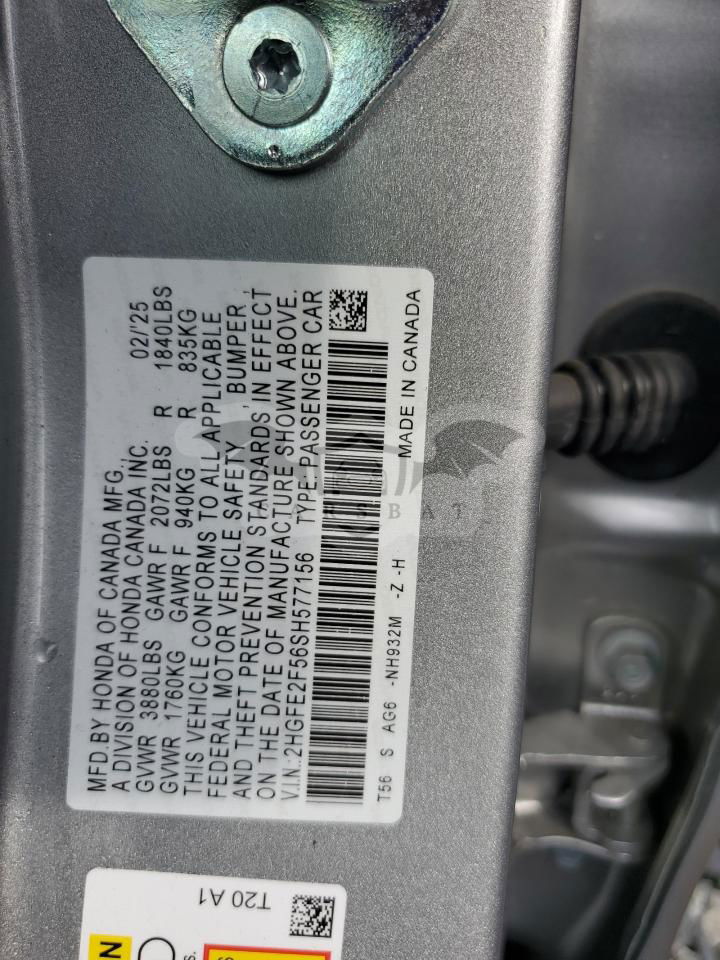 MFD.BY HONDA OF CANADA MFG.,
A DIVISION OF HONDA CANADA INC. 02/'25
GVWR 3880LBS GAWR F 2072LBS R 1840LBS
GVWR 1760KG GAWR F 940KG R 835KG
THIS VEHICLE CONFORMS TO ALL APPLICABLE
FEDERAL MOTOR VEHICLE SAFETY , BUMPER ,
AND THEFT PREVENTION STANDARDS IN EFFECT
ON THE DATE OF MANUFACTURE SHOWN ABOVE.
V.I.N.:2HGFE2F56SH577156 TYPE:PASSENGER CAR
T56 S AG6 -NH932M -Z -H MADE IN CANADA
T20 A1